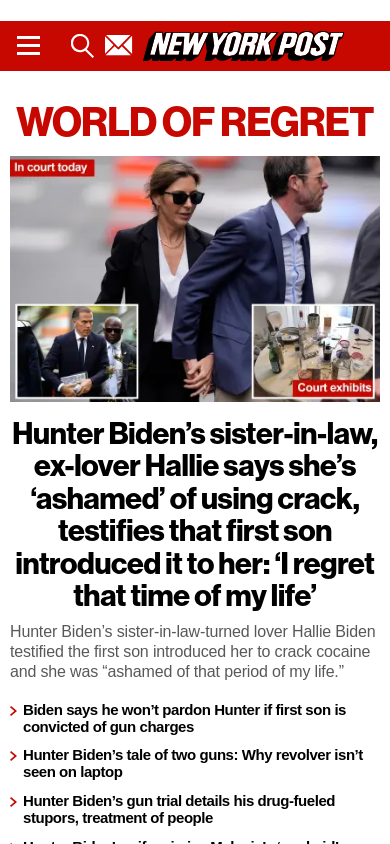 NEW YORK POST
WORLD OF REGRET
In court today
Court exhibits
Hunter Biden’s sister-in-law,
ex-lover Hallie says she’s
‘ashamed’ of using crack,
testifies that first son
introduced it to her: ‘I regret
that time of my life’
Hunter Biden’s sister-in-law-turned lover Hallie Biden
testified the first son introduced her to crack cocaine
and she was “ashamed of that period of my life.”
Biden says he won’t pardon Hunter if first son is
convicted of gun charges
Hunter Biden’s tale of two guns: Why revolver isn’t
seen on laptop
Hunter Biden’s gun trial details his drug-fueled
stupors, treatment of people